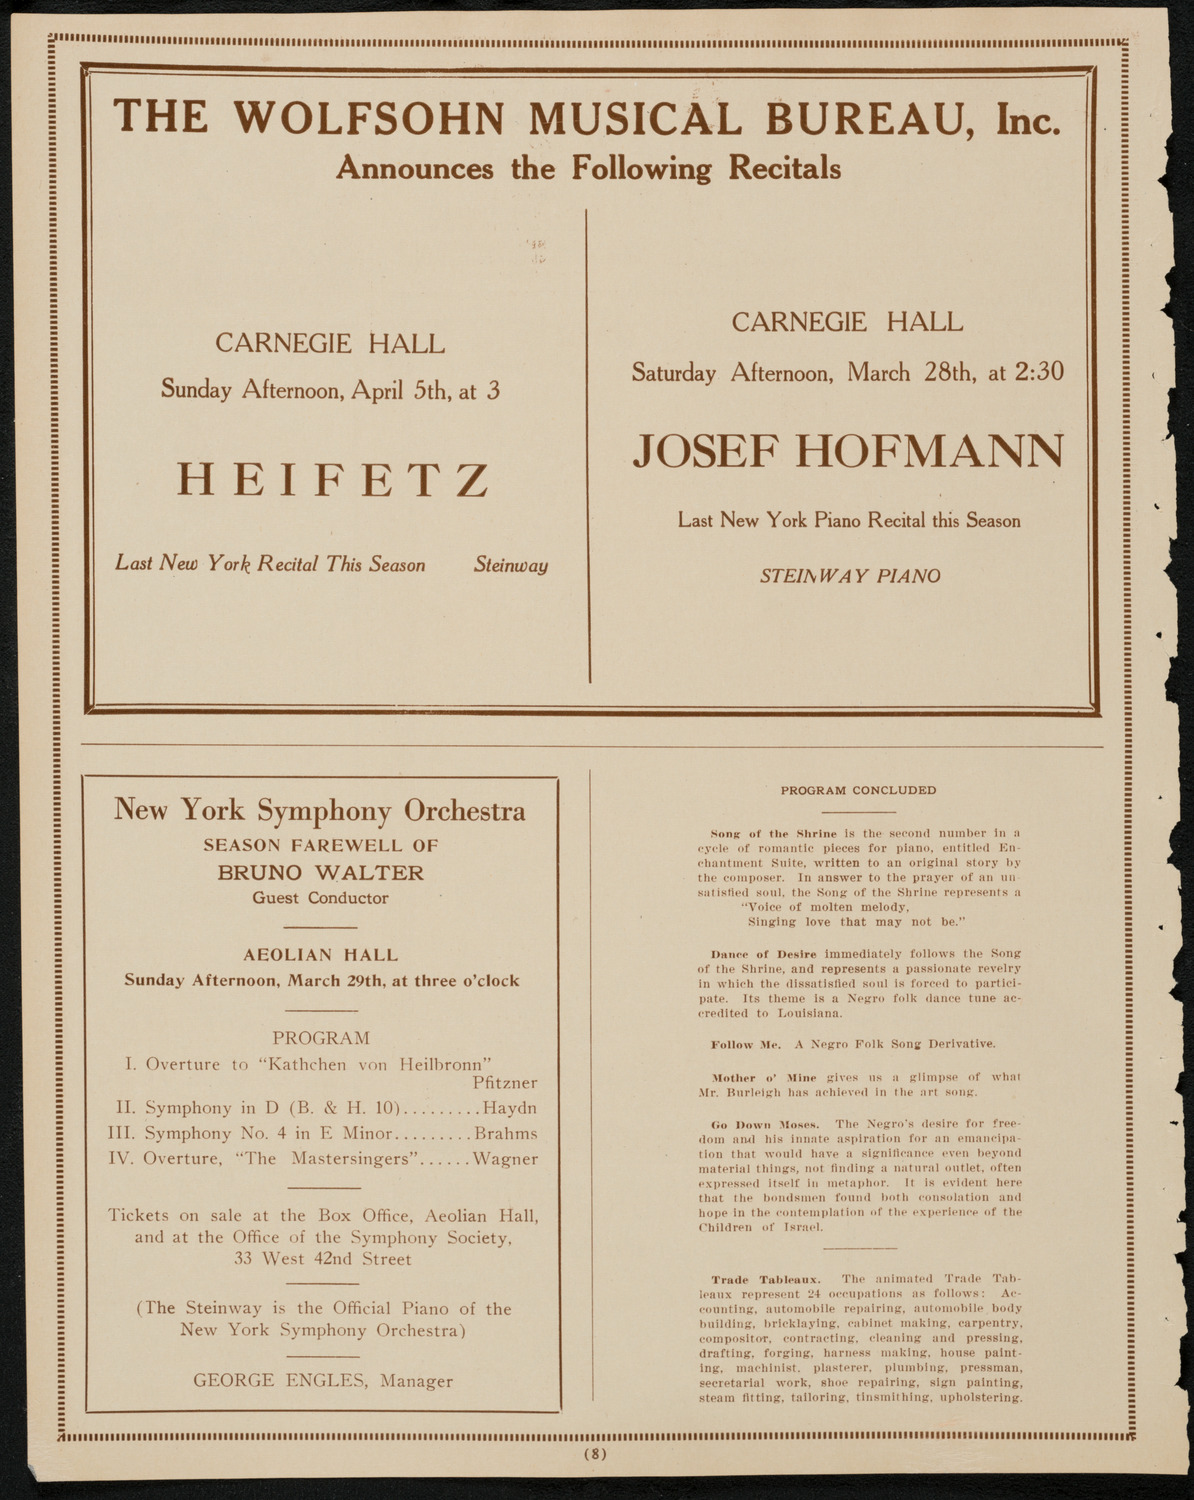 THE WOLFSOHN MUSICAL BUREAU, Inc.
Announces the Following Recitals
CARNEGIE HALL
Sunday Afternoon, April 5th, at 3
HEIFETZ
Last New York Recital This Season Steinway
CARNEGIE HALL
Saturday Afternoon, March 28th, at 2:30
JOSEF HOFMANN
Last New York Piano Recital this Season
STEINWAY PIANO
New York Symphony Orchestra
SEASON FAREWELL OF
BRUNO WALTER
Guest Conductor
AEOLIAN HALL
Sunday Afternoon, March 29th, at three o'clock
PROGRAM
I. Overture to "Kathchen von Heilbronn"
Pfitzner
II. Symphony in D (B. & H. 10).........Haydn
III. Symphony No. 4 in E Minor.........Brahms
IV. Overture, "The Mastersingers"......Wagner
Tickets on sale at the Box Office, Aeolian Hall,
and at the Office of the Symphony Society,
33 West 42nd Street
(The Steinway is the Official Piano of the
New York Symphony Orchestra)
GEORGE ENGLES, Manager
PROGRAM CONCLUDED
Song of the Shrine is the second number in a
cycle of romantic pieces for piano, entitled En-
chantment Suite, written to an original story by
the composer. In answer to the prayer of an un-
satisfied soul, the Song of the Shrine represents a
"Voice of molten melody,
Singing love that may not be."
Dance of Desire immediately follows the Song
of the Shrine, and represents a passionate revelry
in which the dissatisfied soul is forced to partici-
pate. Its theme is a Negro folk dance tune ac-
credited to Louisiana.
Follow Me. A Negro Folk Song Derivative.
Mother o' Mine gives us a glimpse of what
Mr. Burleigh has achieved in the art song.
Go Down Moses. The Negro's desire for free-
dom and his innate aspiration for an emancipa-
tion that would have a significance even beyond
material things, not finding a natural outlet, often
expressed itself in metaphor. It is evident here
that the bondsmen found both consolation and
hope in the contemplation of the experience of the
Children of Israel.
Trade Tableaux. The animated Trade Tab-
leaux represent 24 occupations as follows: Ac-
counting, automobile repairing, automobile body
building, bricklaying, cabinet making, carpentry,
compositor, contracting, cleaning and pressing,
drafting, forging, harness making, house paint-
ing, machinist, plasterer, plumbing, pressman,
secretarial work, shoe repairing, sign painting,
steam fitting, tailoring, tinsmithing, upholstering.
(8)